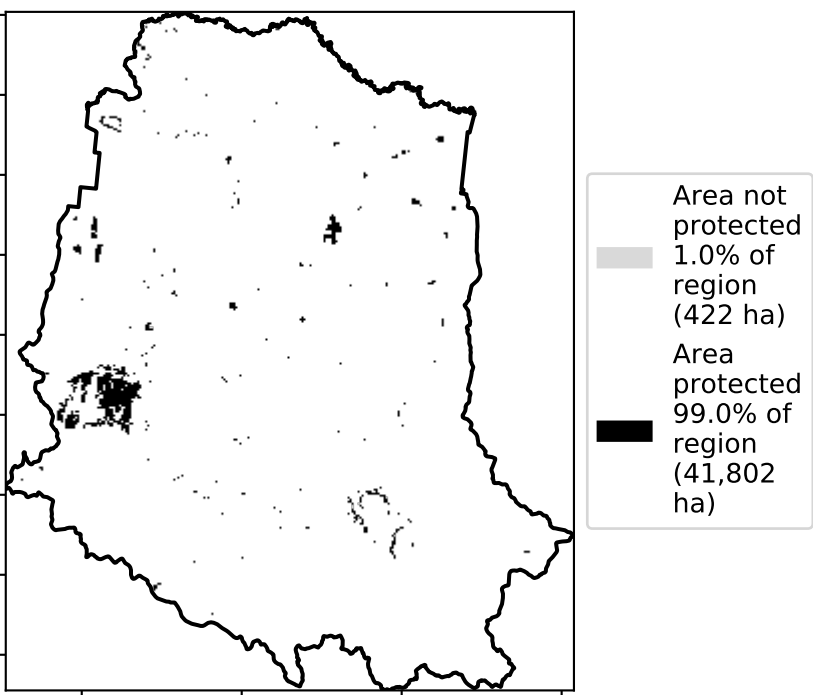 Area not
protected
1.0% of
region
(422 ha)
Area
protected
99.0% of
region
(41,802
ha)